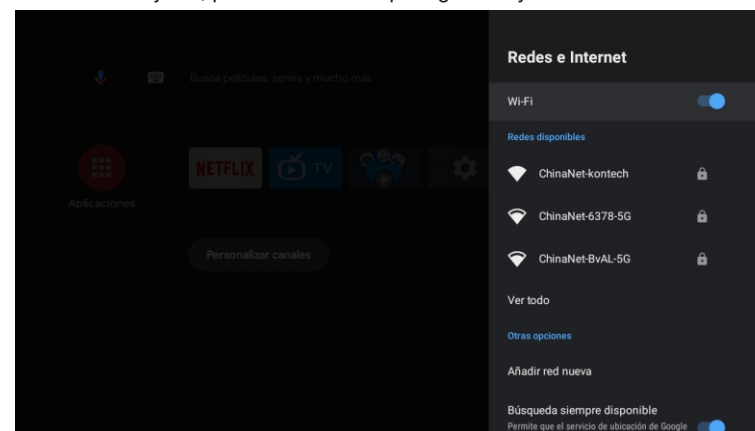 Busca películas, series y mucho más.
NETFLIX
TV
Aplicaciones
Personalizar canales
Redes e Internet
Wi-Fi
Redes disponibles
ChinaNet-kontech
ChinaNet-6378-5G
ChinaNet-BvAL-5G
Ver todo
Otras opciones
Añadir red nueva
Búsqueda siempre disponible
Permite que el servicio de ubicación de Google